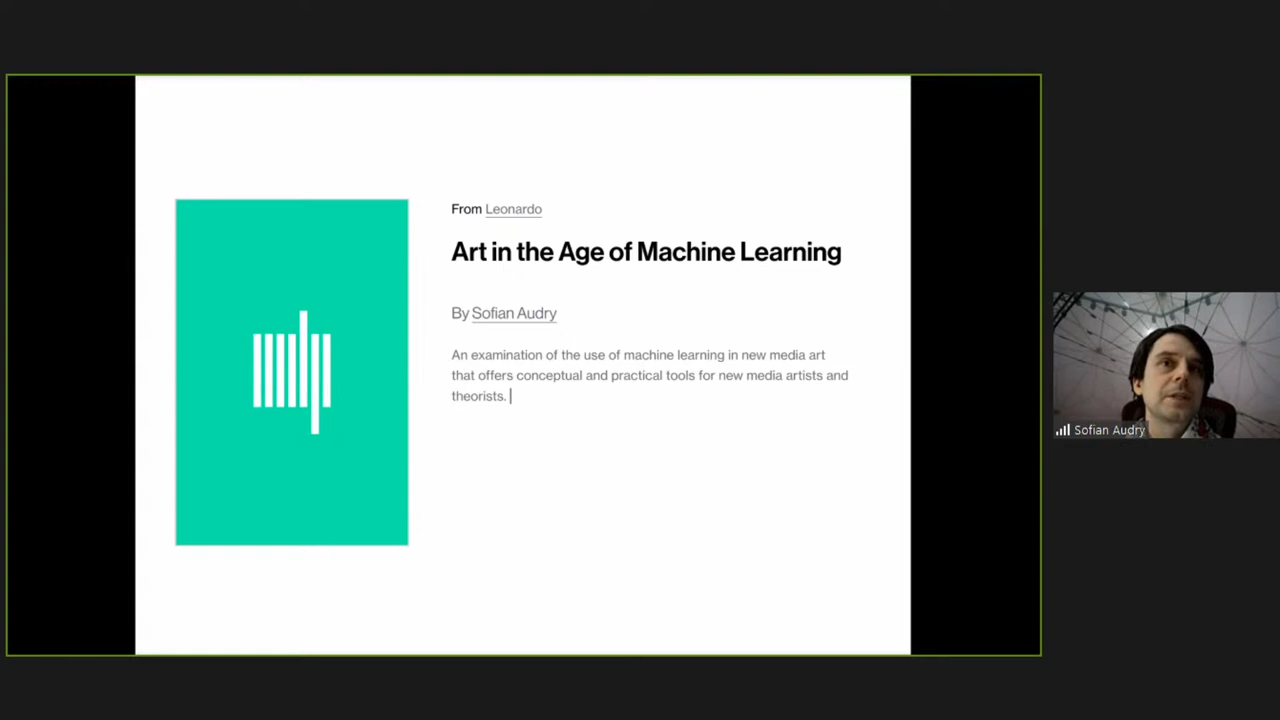 From Leonardo
Art in the Age of Machine Learning
By Sofian Audry
An examination of the use of machine learning in new media art
that offers conceptual and practical tools for new media artists and
theorists.
Sofian Audry